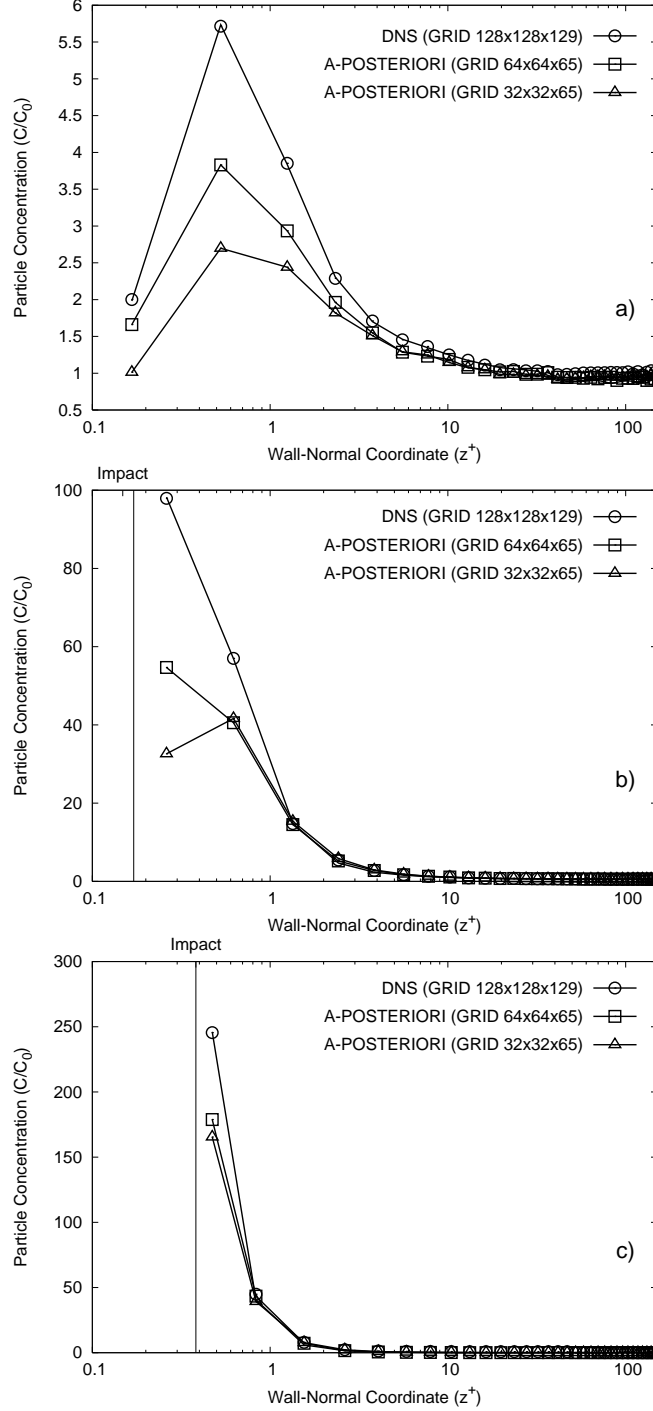 6
5.5
5
4.5
4
3.5
3
2.5
2
1.5
1
0.5
Particle Concentration (C/C0)
DNS (GRID 128x128x129)
A-POSTERIORI (GRID 64x64x65)
A-POSTERIORI (GRID 32x32x65)
a)
0.1 1 10 100
Wall-Normal Coordinate (z+)
Impact
100
80
60
40
20
0
Particle Concentration (C/C0)
DNS (GRID 128x128x129)
A-POSTERIORI (GRID 64x64x65)
A-POSTERIORI (GRID 32x32x65)
b)
0.1 1 10 100
Wall-Normal Coordinate (z+)
Impact
300
250
200
150
100
50
0
Particle Concentration (C/C0)
DNS (GRID 128x128x129)
A-POSTERIORI (GRID 64x64x65)
A-POSTERIORI (GRID 32x32x65)
c)
0.1 1 10 100
Wall-Normal Coordinate (z+)